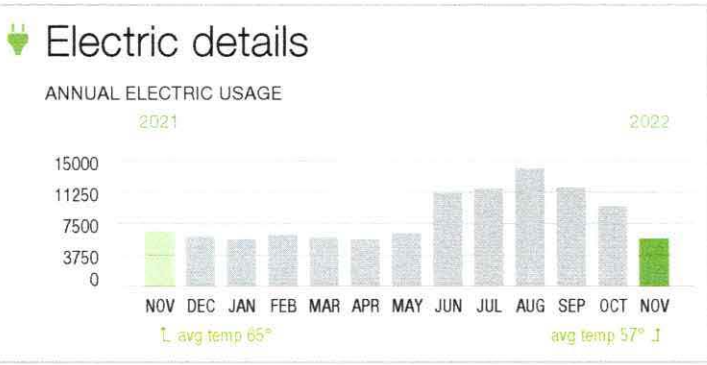 Electric details
ANNUAL ELECTRIC USAGE
2021 2022
15000
11250
7500
3750
0
NOV DEC JAN FEB MAR APR MAY JUN JUL AUG SEP OCT NOV
avg temp 65° avg temp 57°